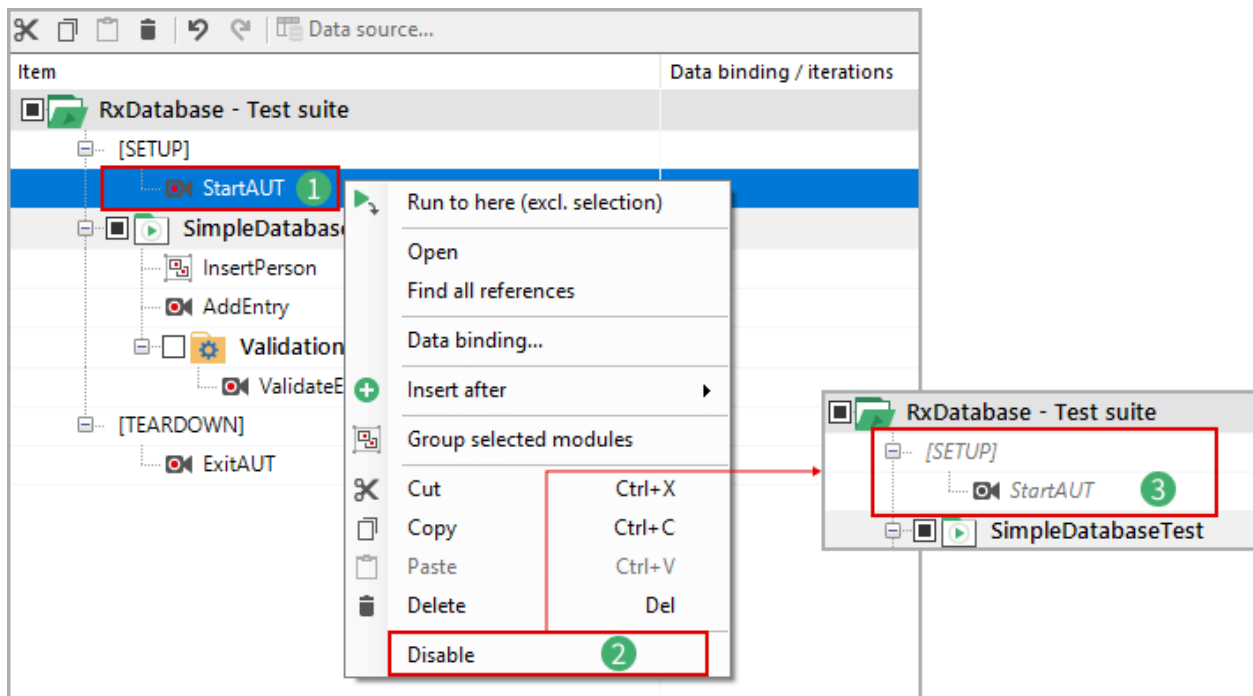 Data source...
Item
Data binding / iterations
RxDatabase - Test suite
[SETUP]
StartAUT 1
SimpleDatabas
InsertPerson
AddEntry
Validation
ValidateE
[TEARDOWN]
ExitAUT
Run to here (excl. selection)
Open
Find all references
Data binding...
Insert after
Group selected modules
Cut Ctrl+X
Copy Ctrl+C
Paste Ctrl+V
Delete Del
Disable 2
RxDatabase - Test suite
[SETUP]
StartAUT 3
SimpleDatabaseTest